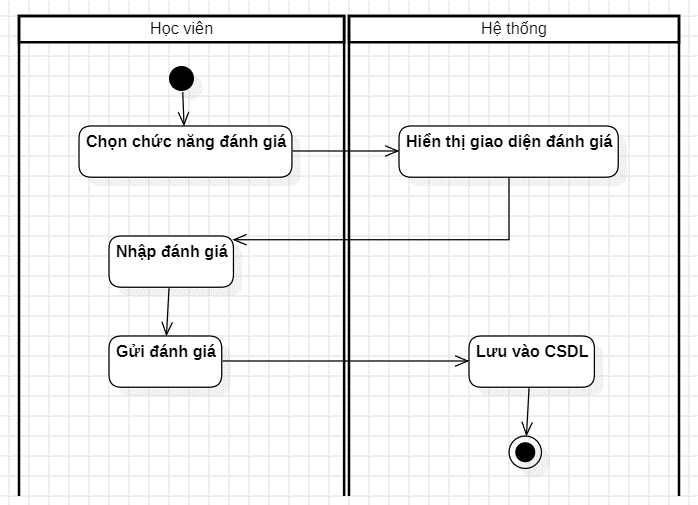 Học viên
Hệ thống
Chọn chức năng đánh giá
Hiển thị giao diện đánh giá
Nhập đánh giá
Gửi đánh giá
Lưu vào CSDL